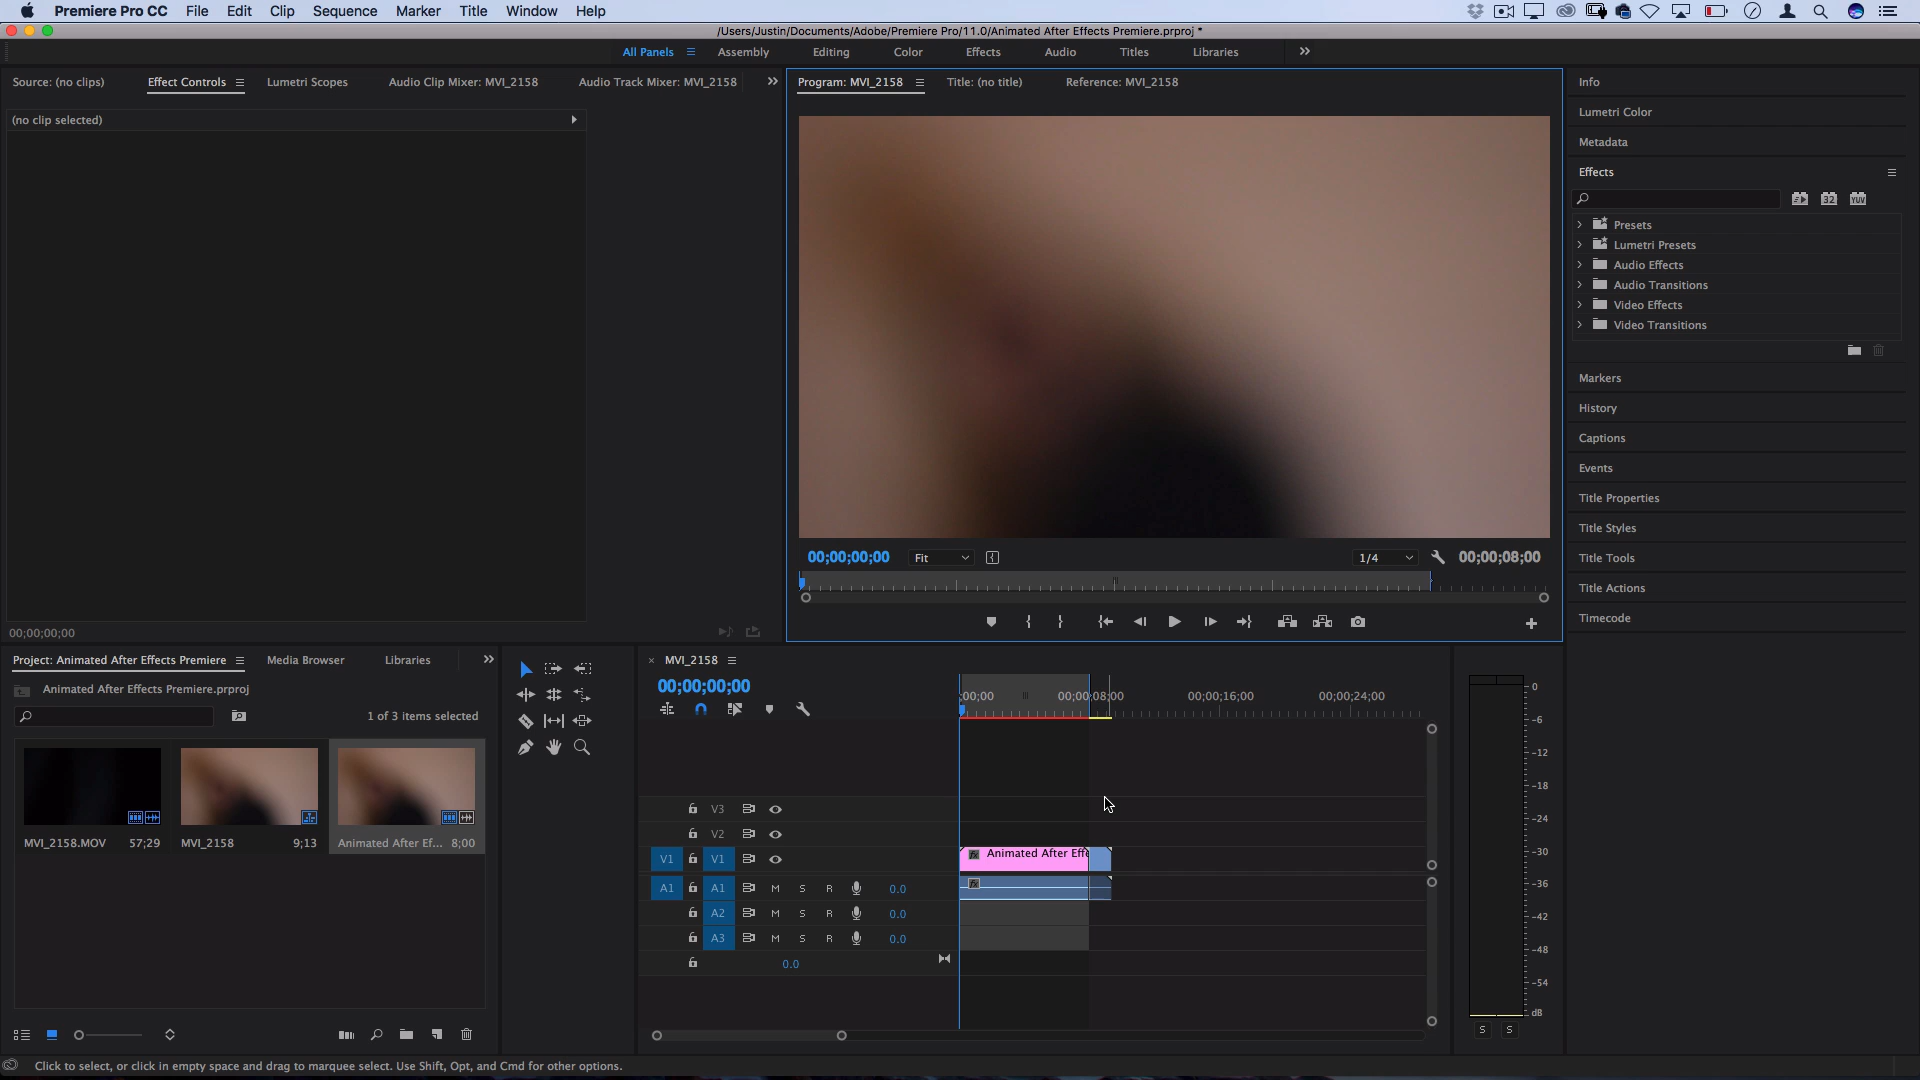 Premiere Pro CC File Edit Clip Sequence Marker Title Window Help
/Users/Justin/Documents/Adobe/Premiere Pro/11.0/Animated After Effects Premiere.prproj *
All Panels Assembly Editing Color Effects Audio Titles Libraries
Source: (no clips) Effect Controls Lumetri Scopes Audio Clip Mixer: MVI_2158 Audio Track Mixer: MVI_2158
(no clip selected)
00;00;00;00
Program: MVI_2158 Title: (no title) Reference: MVI_2158
00;00;00;00 Fit 1/4 00;00;08;00
Info
Lumetri Color
Metadata
Effects
32 YUV
Presets
Lumetri Presets
Audio Effects
Audio Transitions
Video Effects
Video Transitions
Markers
History
Captions
Events
Title Properties
Title Styles
Title Tools
Title Actions
Timecode
Project: Animated After Effects Premiere Media Browser Libraries
Animated After Effects Premiere.prproj
1 of 3 items selected
MVI_2158.MOV 57;29 MVI_2158 9;13 Animated After Ef... 8;00
MVI_2158
00;00;00;00
;00;00 00;00;08;00 00;00;16;00 00;00;24;00
V3
V2
V1 V1 fx Animated After Effe
A1 A1 M S R 0.0 fx
A2 M S R 0.0
A3 M S R 0.0
0.0
0
-6
-12
-18
-24
-30
-36
-42
-48
-54
dB
S S
Click to select, or click in empty space and drag to marquee select. Use Shift, Opt, and Cmd for other options.